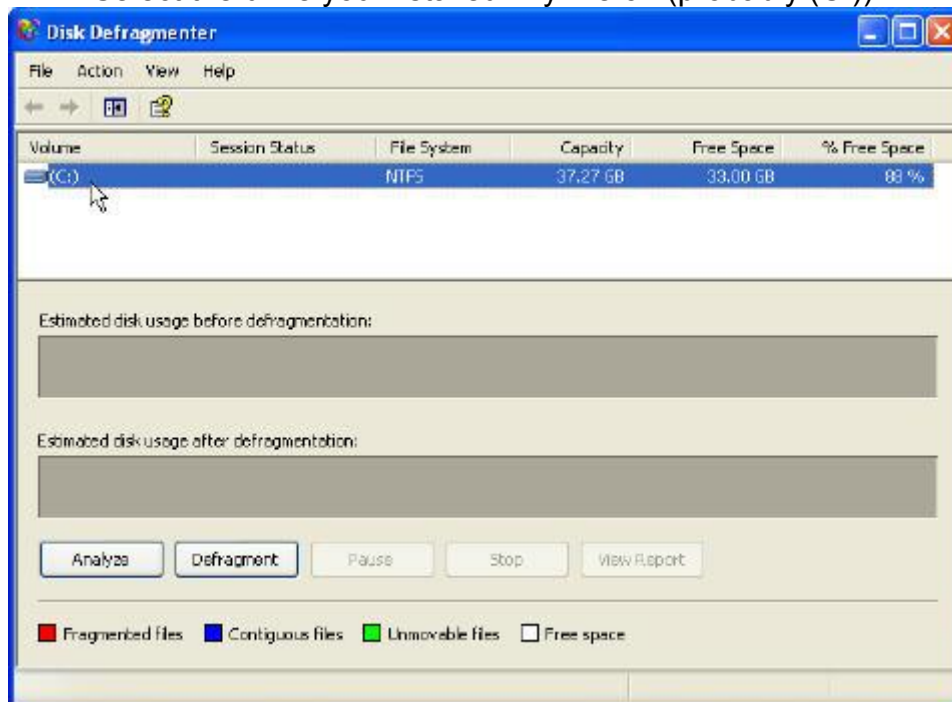 Disk Defragmenter
File Action View Help
Volume Session Status File System Capacity Free Space % Free Space
(C:) NTFS 37.27 GB 33.00 GB 88 %
Estimated disk usage before defragmentation:
Estimated disk usage after defragmentation:
Analyze Defragment Pause Stop View Report
Fragmented files Contiguous files Unmovable files Free space